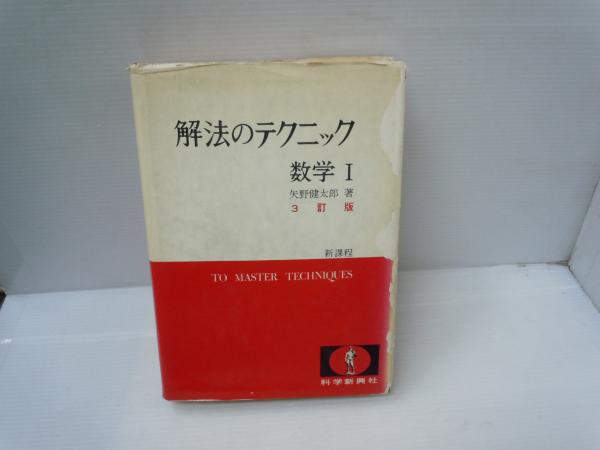 解法のテクニック
数学 I
矢野健太郎 著
3 訂 版
新課程
TO MASTER TECHNIQUES
科学新興社